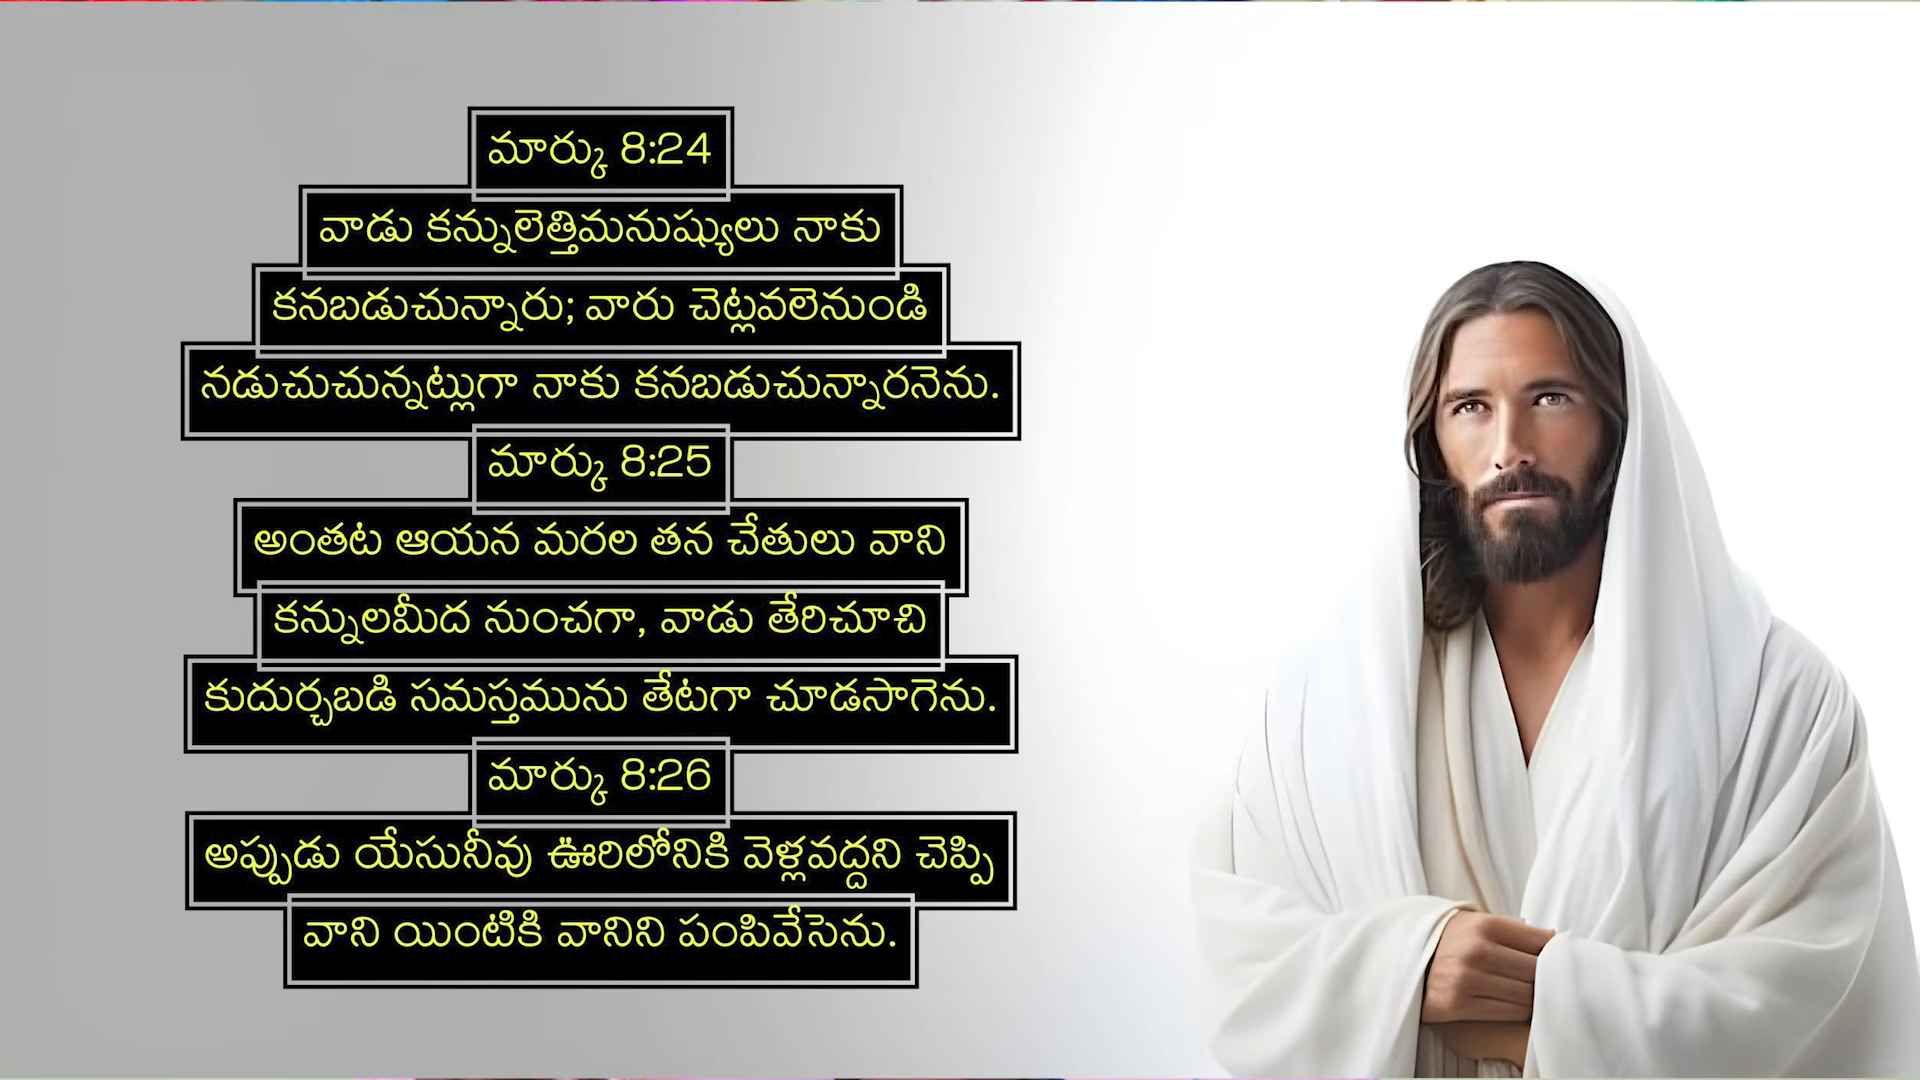 మార్కు 8:24
వాడు కన్నులెత్తిమనుష్యులు నాకు
కనబడుచున్నారు; వారు చెట్లవలెనుండి
నడుచుచున్నట్లుగా నాకు కనబడుచున్నారనెను.
మార్కు 8:25
అంతట ఆయన మరల తన చేతులు వాని
కన్నులమీద నుంచగా, వాడు తేరిచూచి
కుదుర్చబడి సమస్తమును తేటగా చూడసాగెను.
మార్కు 8:26
అప్పుడు యేసునీవు ఊరిలోనికి వెళ్లవద్దని చెప్పి
వాని యింటికి వానిని పంపివేసెను.